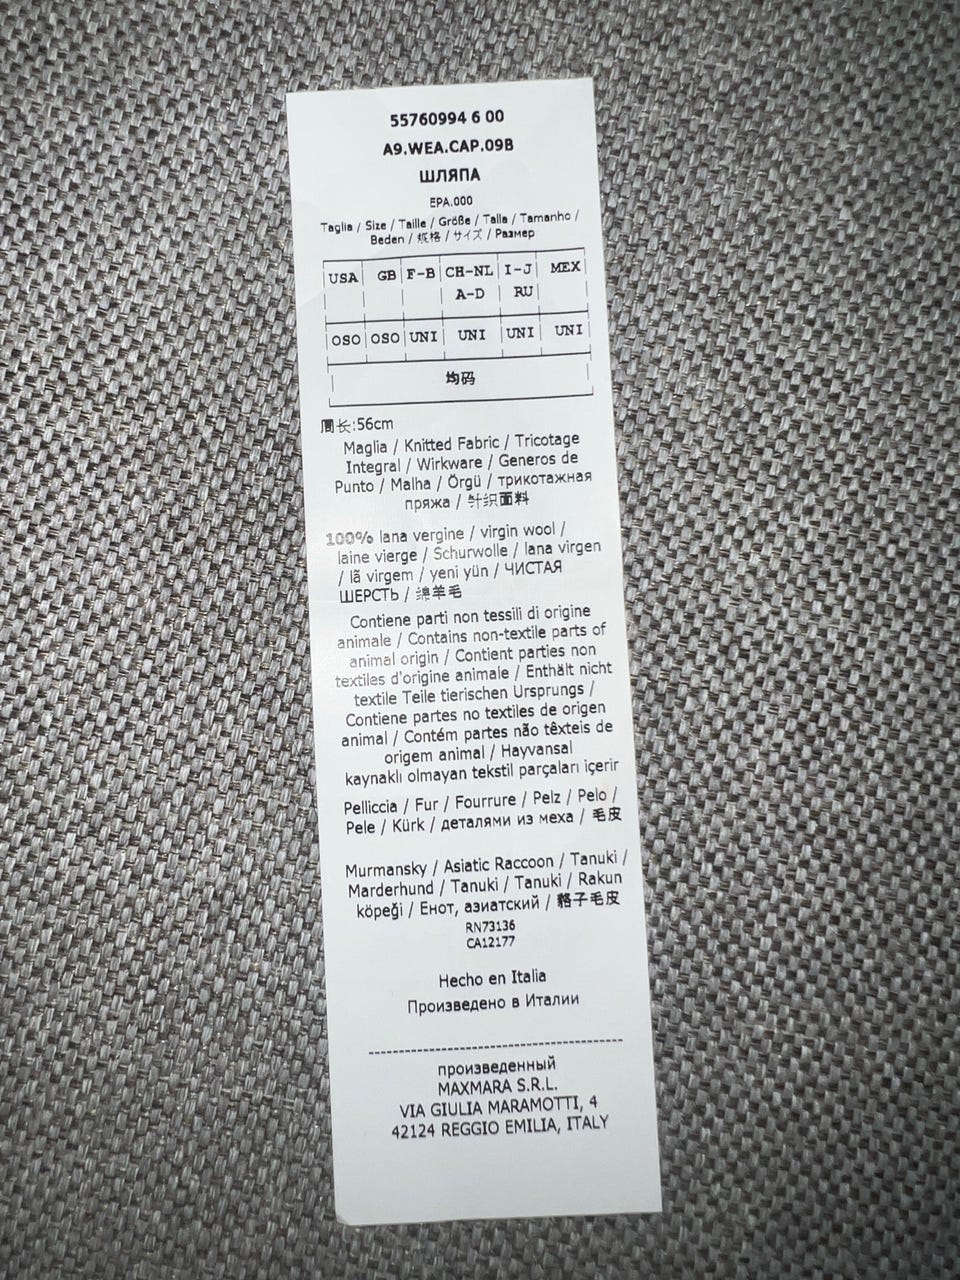 55760994 6 00
A9.WEA.CAP.09B
ШЛЯПА
EPA.000
Taglia / Size / Taille / Größe / Talla / Tamanho /
Beden / 规格 / サイズ / Размер
USA GB F-B CH-NL I-J MEX
A-D RU
OSO OSO UNI UNI UNI UNI
均码
周长:56cm
Maglia / Knitted Fabric / Tricotage
Integral / Wirkware / Generos de
Punto / Malha / Örgü / трикотажная
пряжа / 针织面料
100% lana vergine / virgin wool /
laine vierge / Schurwolle / lana virgen
/ lã virgem / yeni yün / ЧИСТАЯ
ШЕРСТЬ / 绵羊毛
Contiene parti non tessili di origine
animale / Contains non-textile parts of
animal origin / Contient parties non
textiles d'origine animale / Enthält nicht
textile Teile tierischen Ursprungs /
Contiene partes no textiles de origen
animal / Contém partes não têxteis de
origem animal / Hayvansal
kaynaklı olmayan tekstil parçaları içerir
Pelliccia / Fur / Fourrure / Pelz / Pelo /
Pele / Kürk / деталями из меха / 毛皮
Murmansky / Asiatic Raccoon / Tanuki /
Marderhund / Tanuki / Tanuki / Rakun
köpeği / Енот, азиатский / 貉子毛皮
RN73136
CA12177
Hecho en Italia
Произведено в Италии
произведенный
MAXMARA S.R.L.
VIA GIULIA MARAMOTTI, 4
42124 REGGIO EMILIA, ITALY